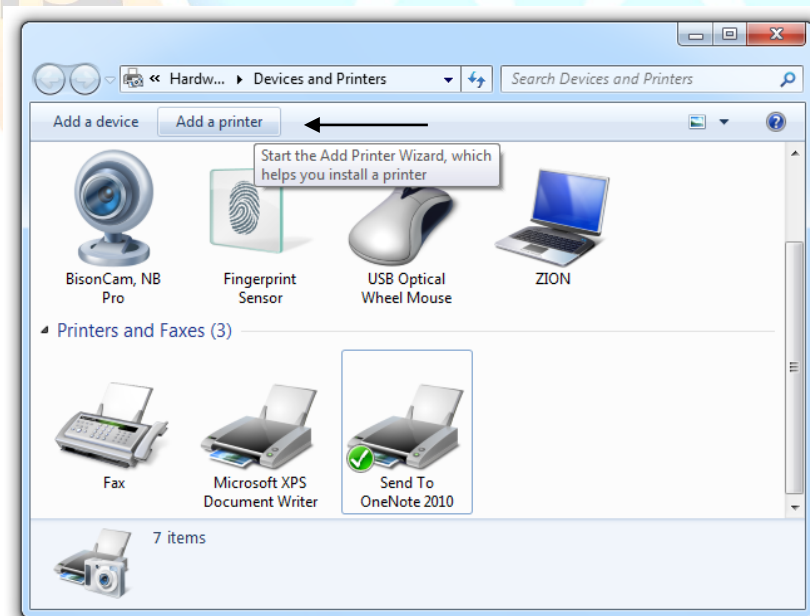 « Hardw... ▸ Devices and Printers
Search Devices and Printers
Add a device
Add a printer
Start the Add Printer Wizard, which
helps you install a printer
BisonCam, NB
Pro
Fingerprint
Sensor
USB Optical
Wheel Mouse
ZION
Printers and Faxes (3)
Fax
Microsoft XPS
Document Writer
Send To
OneNote 2010
7 items